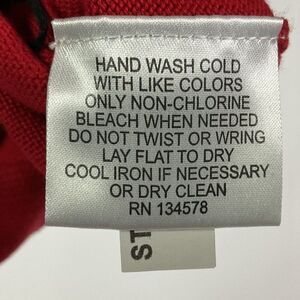 HAND WASH COLD
WITH LIKE COLORS
ONLY NON-CHLORINE
BLEACH WHEN NEEDED
DO NOT TWIST OR WRING
LAY FLAT TO DRY
COOL IRON IF NECESSARY
OR DRY CLEAN
RN 134578
ST